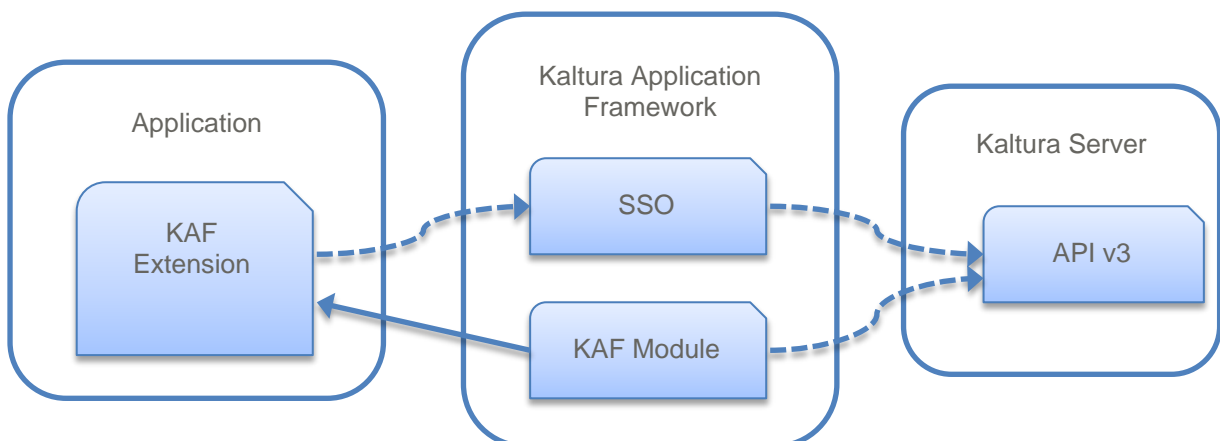 Application
KAF
Extension
Kaltura Application
Framework
SSO
KAF Module
Kaltura Server
API v3